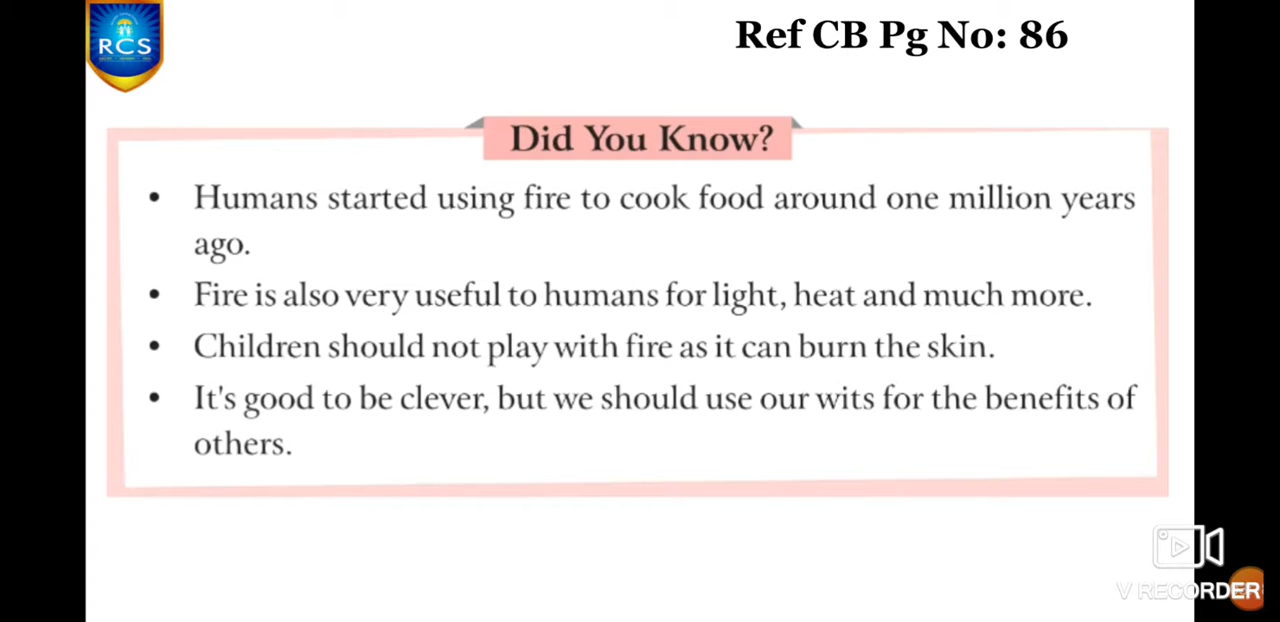 RCS
Ref CB Pg No: 86
Did You Know?
• Humans started using fire to cook food around one million years
ago.
• Fire is also very useful to humans for light, heat and much more.
• Children should not play with fire as it can burn the skin.
• It's good to be clever, but we should use our wits for the benefits of
others.
V RECORDER